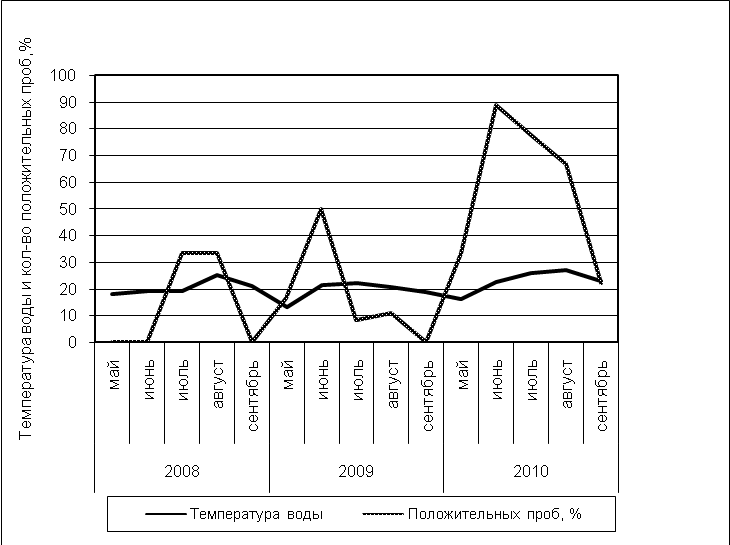 Температура воды и кол-во положительных проб,%
100
90
80
70
60
50
40
30
20
10
0
май июнь июль август сентябрь май июнь июль август сентябрь май июнь июль август сентябрь
2008 2009 2010
Температура воды Положительных проб, %